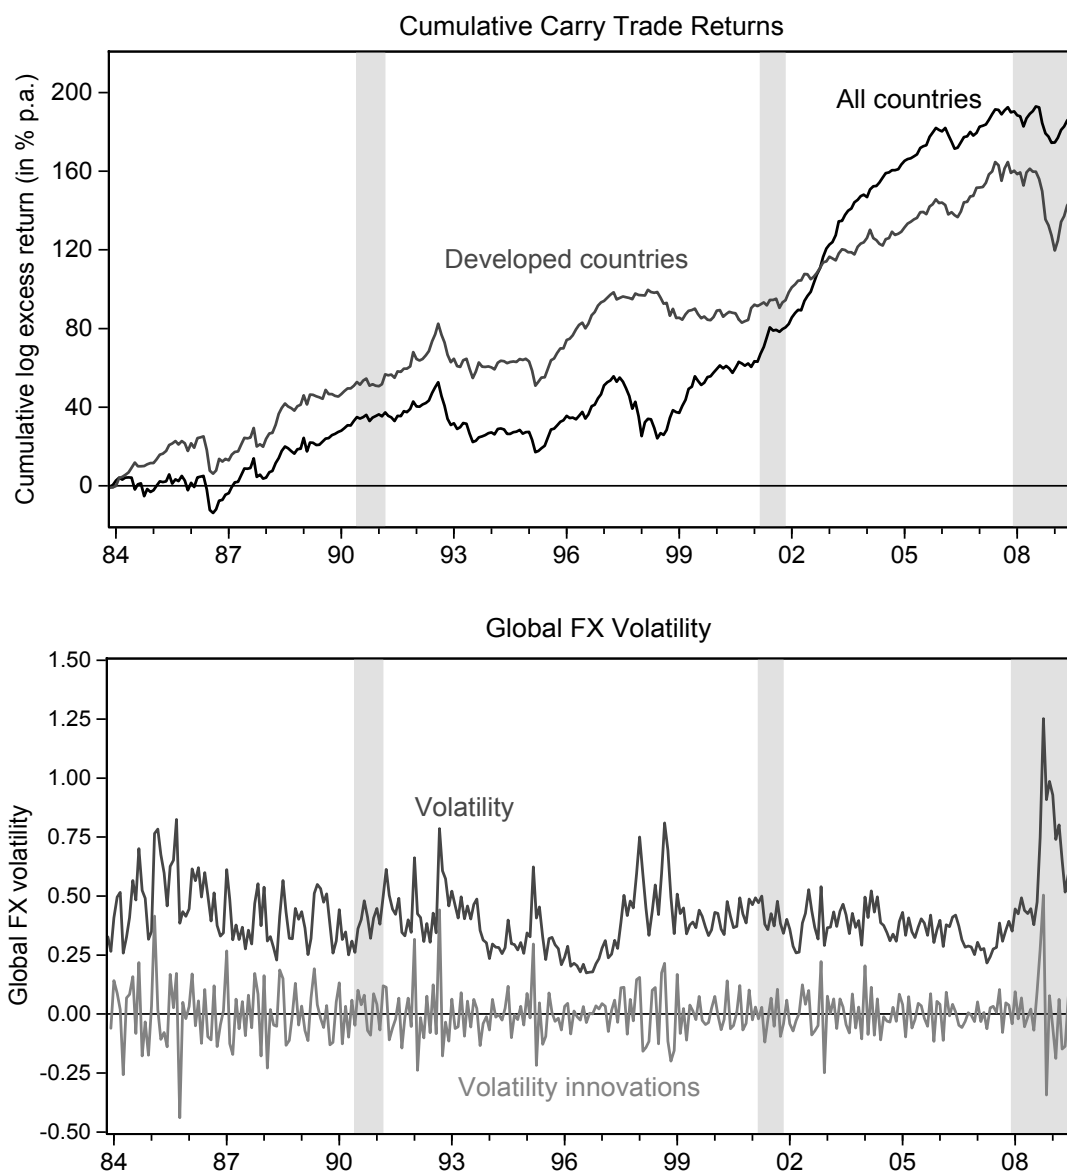 Cumulative Carry Trade Returns
Cumulative log excess return (in % p.a.)
200
160
120
80
40
0
All countries
Developed countries
84 87 90 93 96 99 02 05 08
Global FX Volatility
Global FX volatility
1.50
1.25
1.00
0.75
0.50
0.25
0.00
-0.25
-0.50
Volatility
Volatility innovations
84 87 90 93 96 99 02 05 08